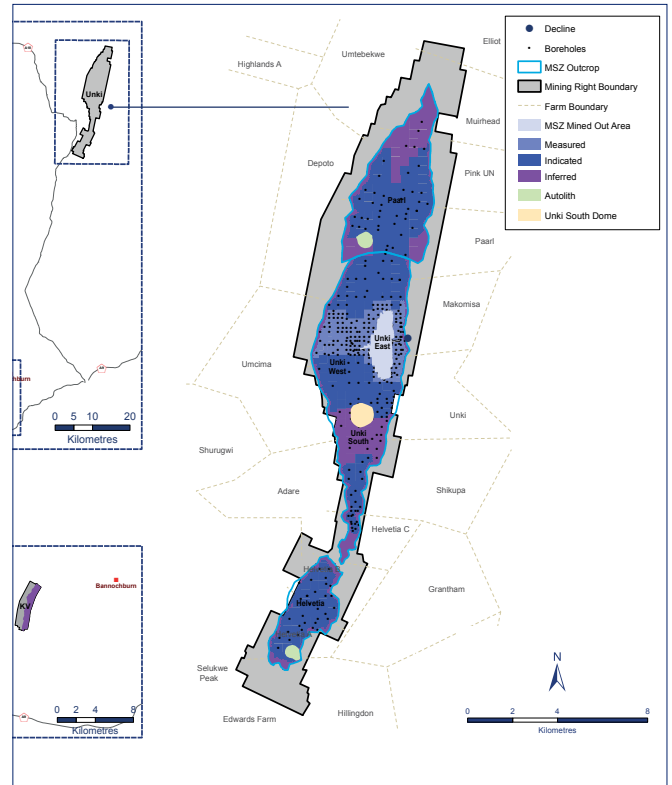 Decline
Boreholes
MSZ Outcrop
Mining Right Boundary
Farm Boundary
MSZ Mined Out Area
Measured
Indicated
Inferred
Autolith
Unki South Dome
Unki
0 5 10 20
Kilometres
hburn
Bannochburn
KV
0 2 4 8
Kilometres
Elliot
Umtebekwe
Highlands A
Muirhead
Depoto
Pink UN
Paarl
Paarl
Makomisa
Unki
East
Unki
West
Umcima
Unki
Unki
South
Shurugwi
Adare
Shikupa
Helvetia C
Grantham
Helvetia
Selukwe
Peak
Hillingdon
Edwards Farm
N
0 2 4 8
Kilometres